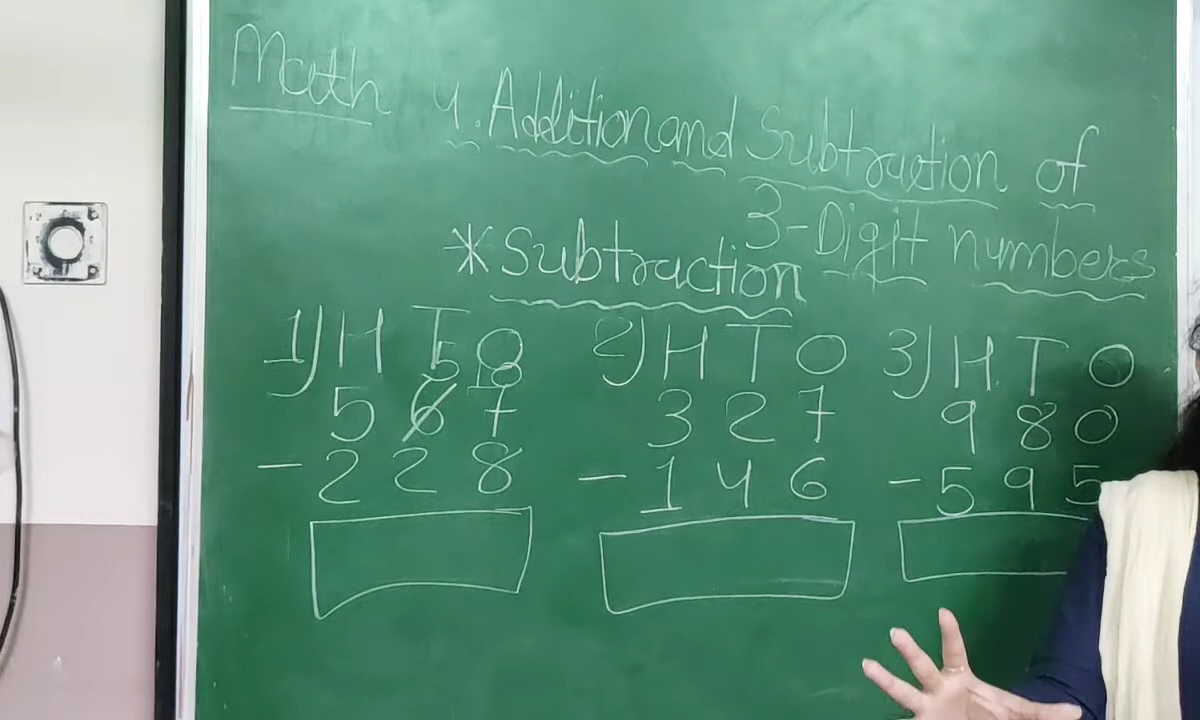 Math 4. Addition and Subtraction of
3-Digit numbers
*Subtraction
1) H T O 2) H T O 3) H T O
5
5 6 7 3 2 7 9 8 0
- 2 2 8 - 1 4 6 - 5 9 5